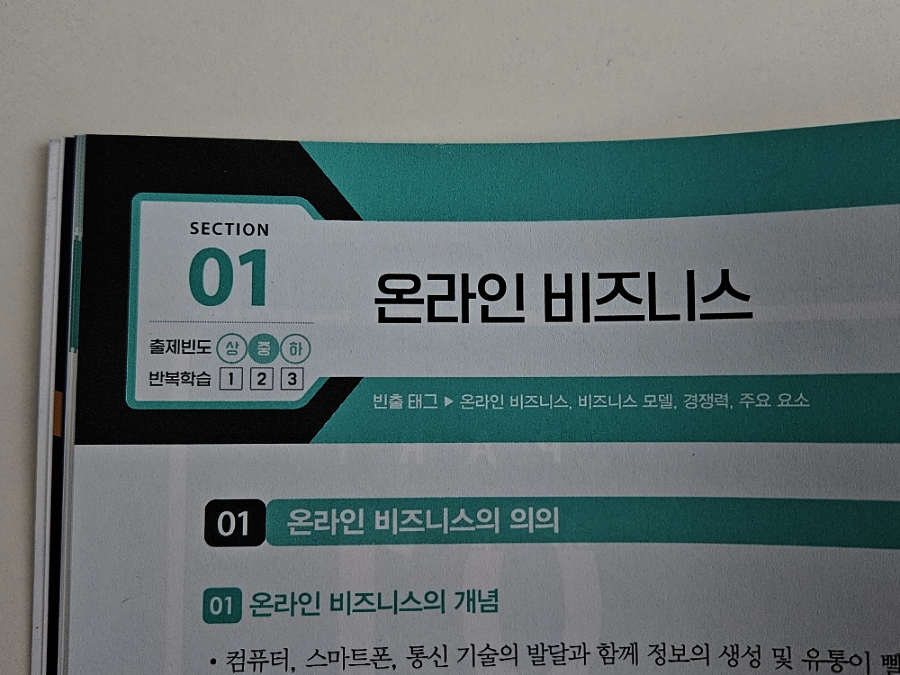 SECTION
01
온라인 비즈니스
출제빈도 상 중 하
반복학습 1 2 3
빈출 태그 ▶ 온라인 비즈니스, 비즈니스 모델, 경쟁력, 주요 요소
01 온라인 비즈니스의 의의
01 온라인 비즈니스의 개념
• 컴퓨터, 스마트폰, 통신 기술의 발달과 함께 정보의 생성 및 유통이